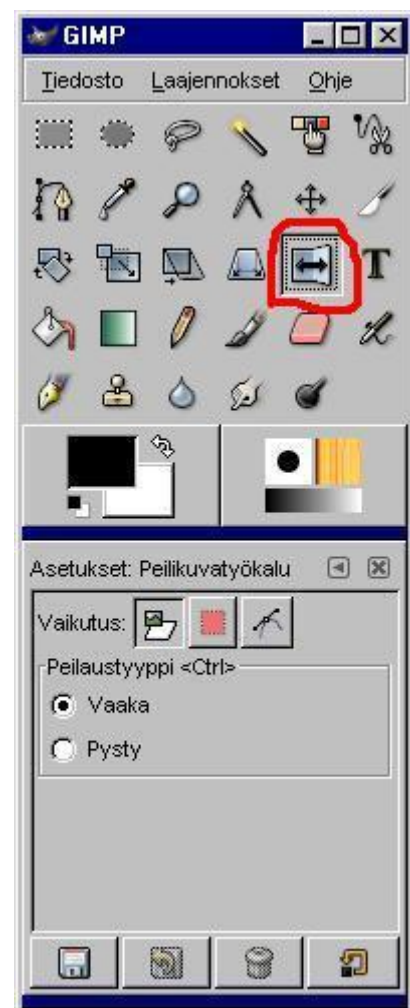 GIMP
Tiedosto Laajennokset Ohje
T
Asetukset: Peilikuvatyökalu
Vaikutus:
Peilaustyyppi <Ctrl>
Vaaka
Pysty